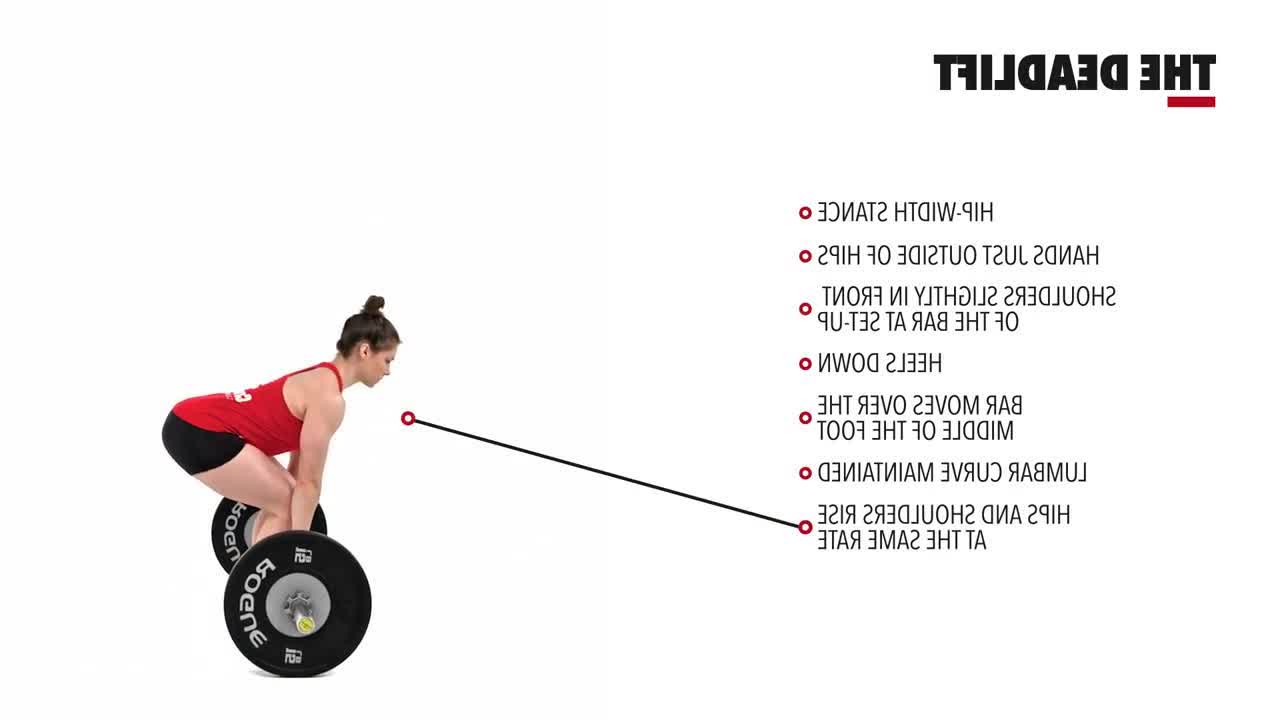 THE DEADLIFT
HIP-WIDTH STANCE
HANDS JUST OUTSIDE OF HIPS
SHOULDERS SLIGHTLY IN FRONT
OF THE BAR AT SET-UP
HEELS DOWN
BAR MOVES OVER THE
MIDDLE OF THE FOOT
LUMBAR CURVE MAINTAINED
HIPS AND SHOULDERS RISE
AT THE SAME RATE
ROGUE
ROGUE